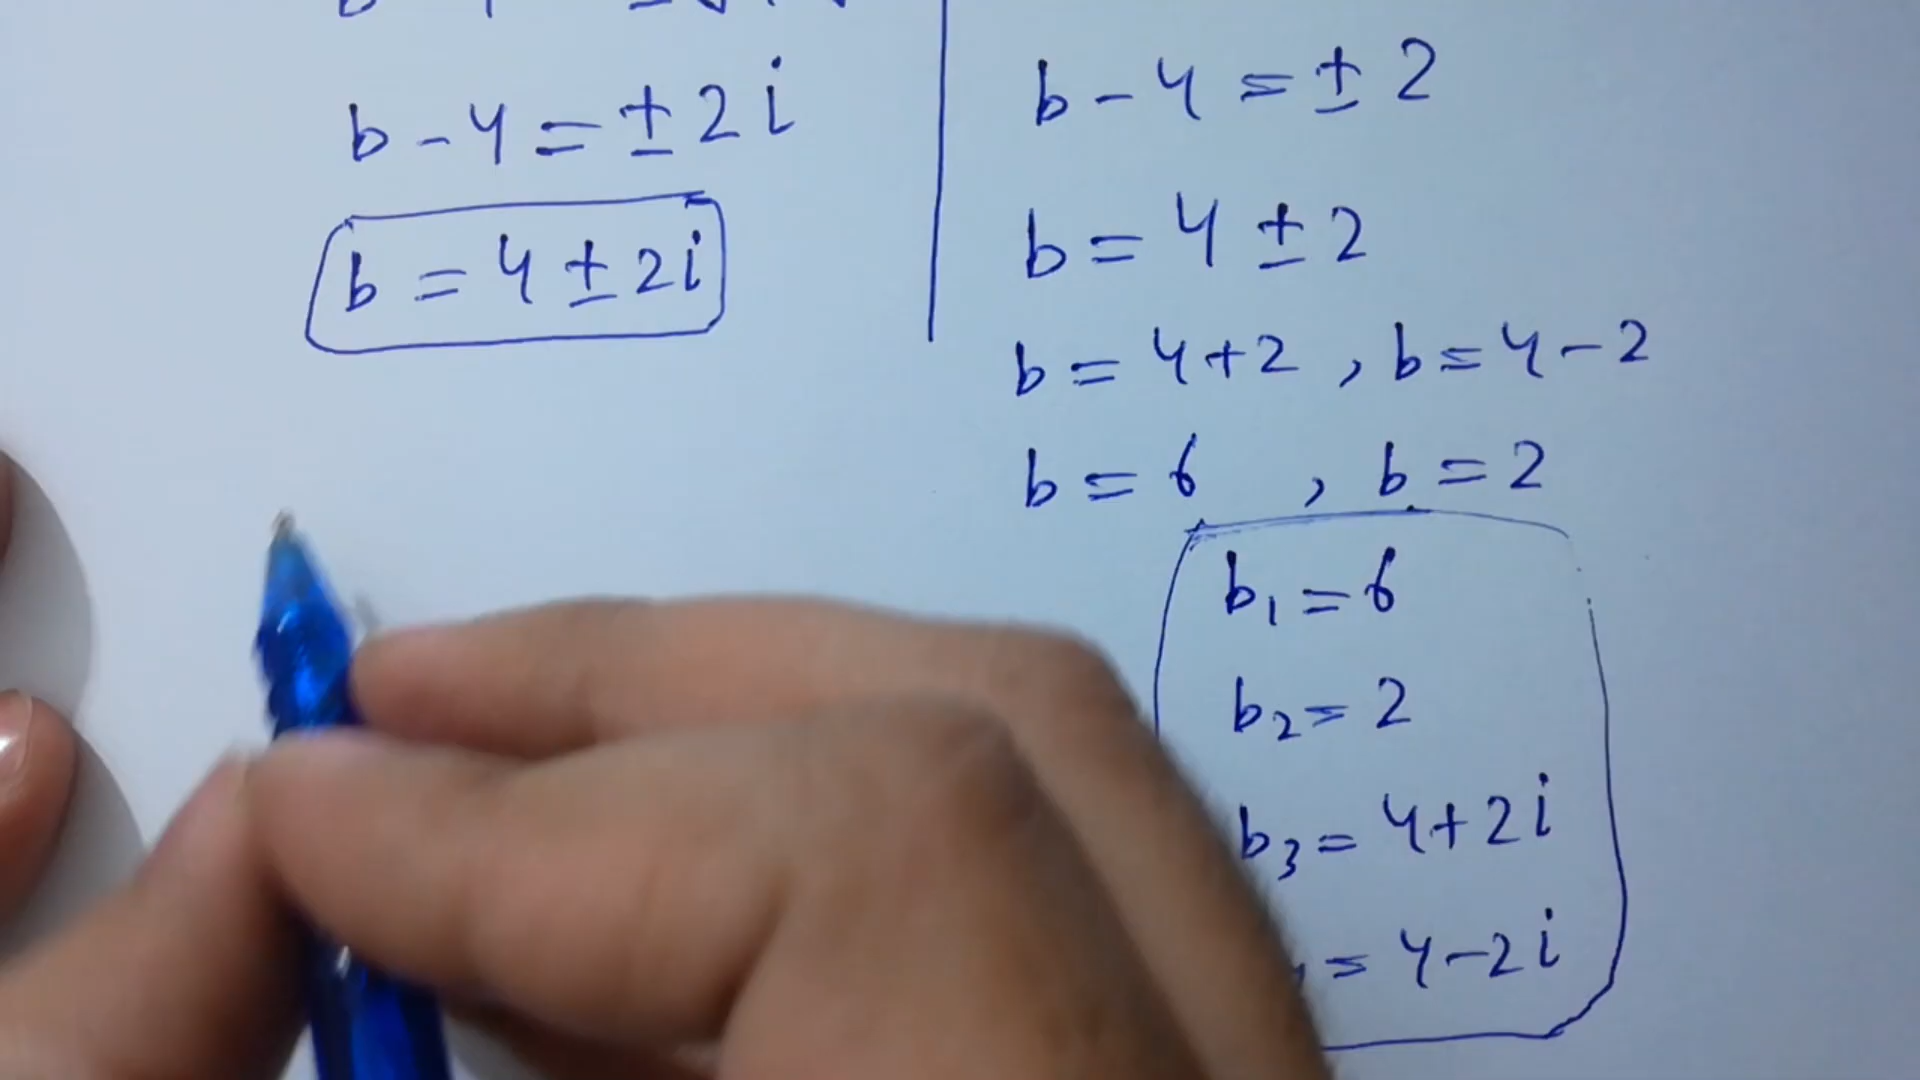 b - 4 = ± 2i
b = 4 ± 2i
b - 4 = ± 2
b = 4 ± 2
b = 4 + 2 , b = 4 - 2
b = 6 , b = 2
b₁ = 6
b₂ = 2
b₃ = 4 + 2i
= 4 - 2i